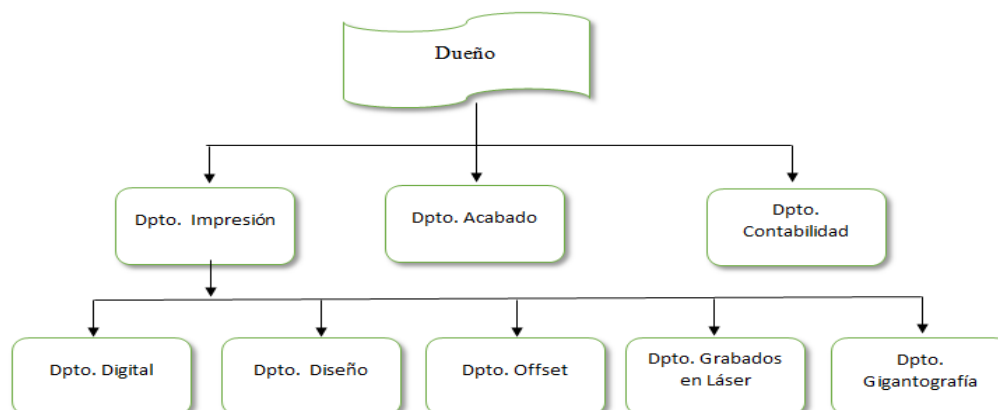 Dueño
Dpto. Impresión
Dpto. Acabado
Dpto.
Contabilidad
Dpto. Digital
Dpto. Diseño
Dpto. Offset
Dpto. Grabados
en Láser
Dpto.
Gigantografía